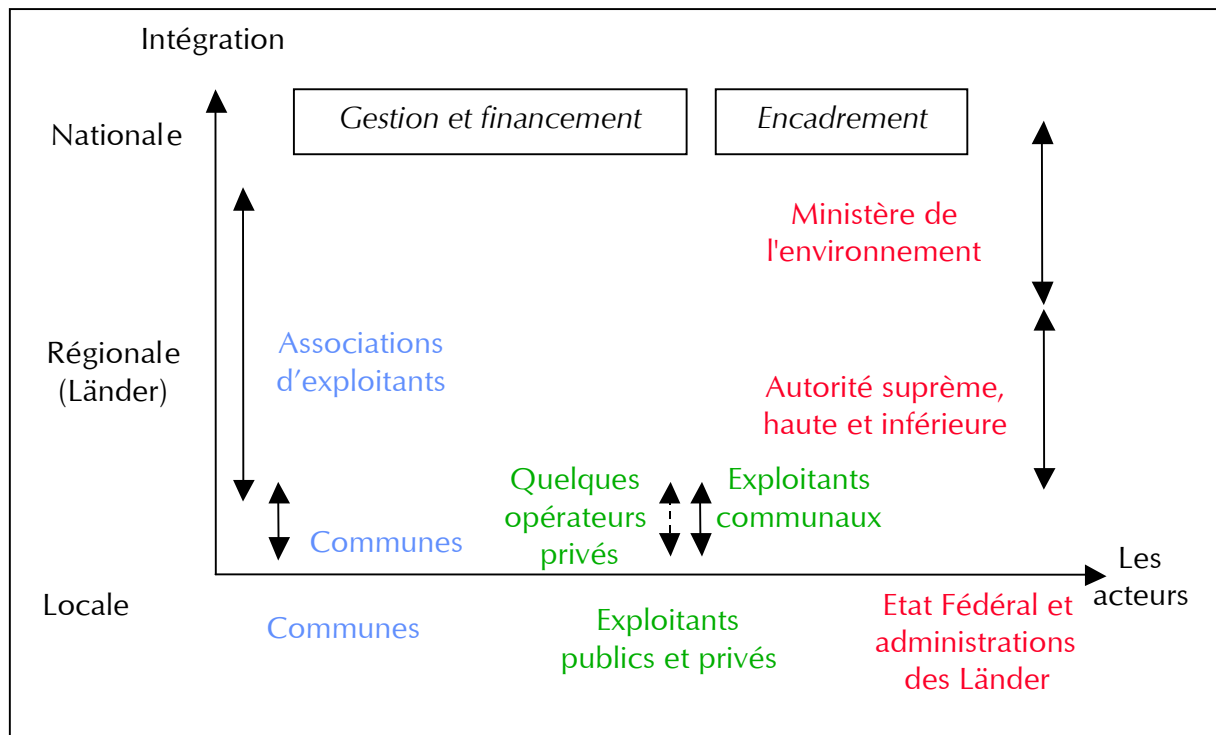 Intégration
Nationale
Gestion et financement
Encadrement
Ministère de
l'environnement
Régionale
(Länder)
Associations
d’exploitants
Autorité suprême,
haute et inférieure
Quelques
opérateurs
privés
Exploitants
communaux
Communes
Les
acteurs
Locale
Communes
Exploitants
publics et privés
Etat Fédéral et
administrations
des Länder